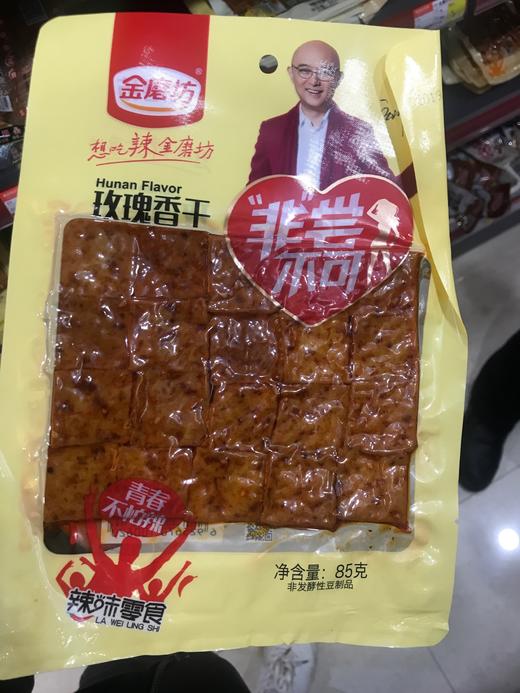 金磨坊
®
想吃辣金磨坊
Hunan Flavor
玫瑰香干
"非"尝
不可
青春
不怕辣
辣味零食
LA WEI LING SHI
净含量：85克
非发酵性豆制品